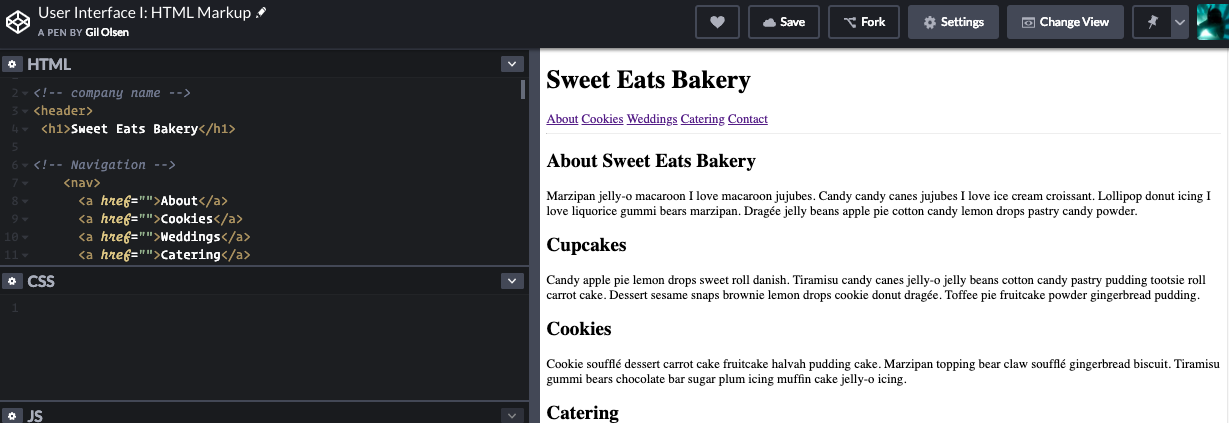 User Interface I: HTML Markup
A PEN BY Gil Olsen
Save
Fork
Settings
Change View
HTML
2 <!-- company name -->
3 <header>
4 <h1>Sweet Eats Bakery</h1>
5
6 <!-- Navigation -->
7 <nav>
8 <a href="">About</a>
9 <a href="">Cookies</a>
10 <a href="">Weddings</a>
11 <a href="">Catering</a>
CSS
1
JS
Sweet Eats Bakery
About Cookies Weddings Catering Contact
About Sweet Eats Bakery
Marzipan jelly-o macaroon I love macaroon jujubes. Candy candy canes jujubes I love ice cream croissant. Lollipop donut icing I
love liquorice gummi bears marzipan. Dragée jelly beans apple pie cotton candy lemon drops pastry candy powder.
Cupcakes
Candy apple pie lemon drops sweet roll danish. Tiramisu candy canes jelly-o jelly beans cotton candy pastry pudding tootsie roll
carrot cake. Dessert sesame snaps brownie lemon drops cookie donut dragée. Toffee pie fruitcake powder gingerbread pudding.
Cookies
Cookie soufflé dessert carrot cake fruitcake halvah pudding cake. Marzipan topping bear claw soufflé gingerbread biscuit. Tiramisu
gummi bears chocolate bar sugar plum icing muffin cake jelly-o icing.
Catering